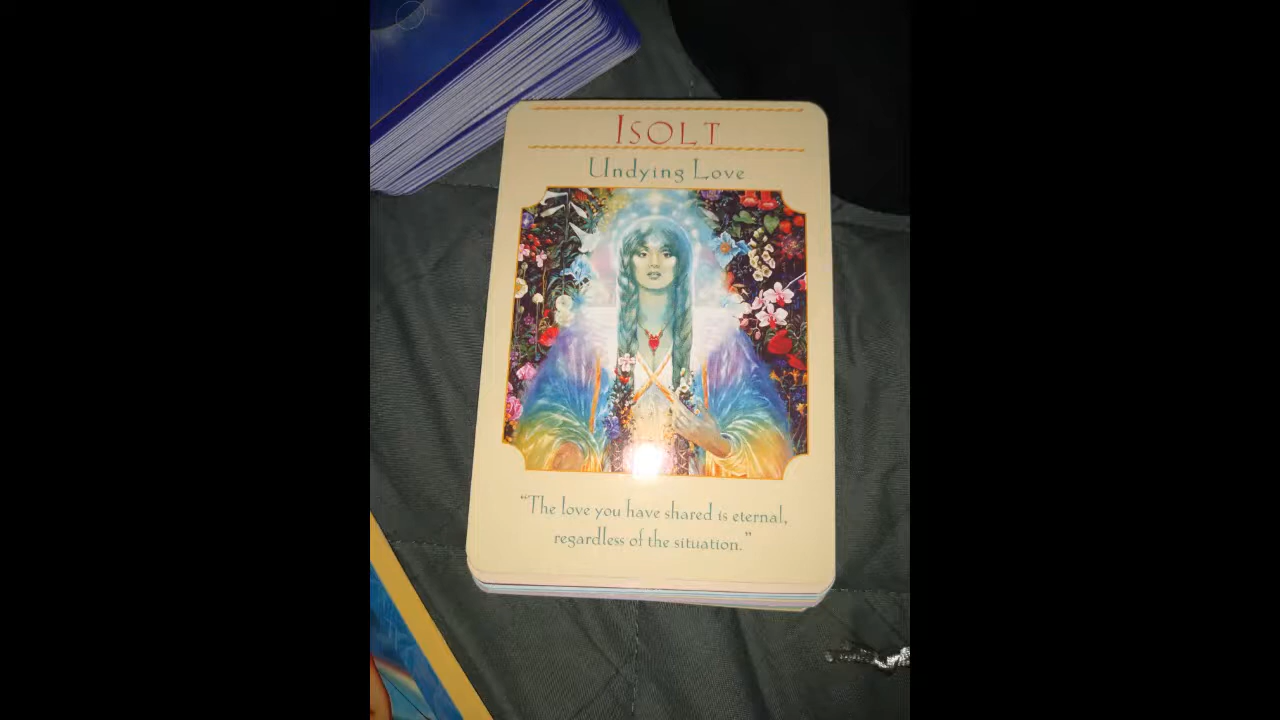 ISOLT
Undying Love
“The love you have shared is eternal,
regardless of the situation.”